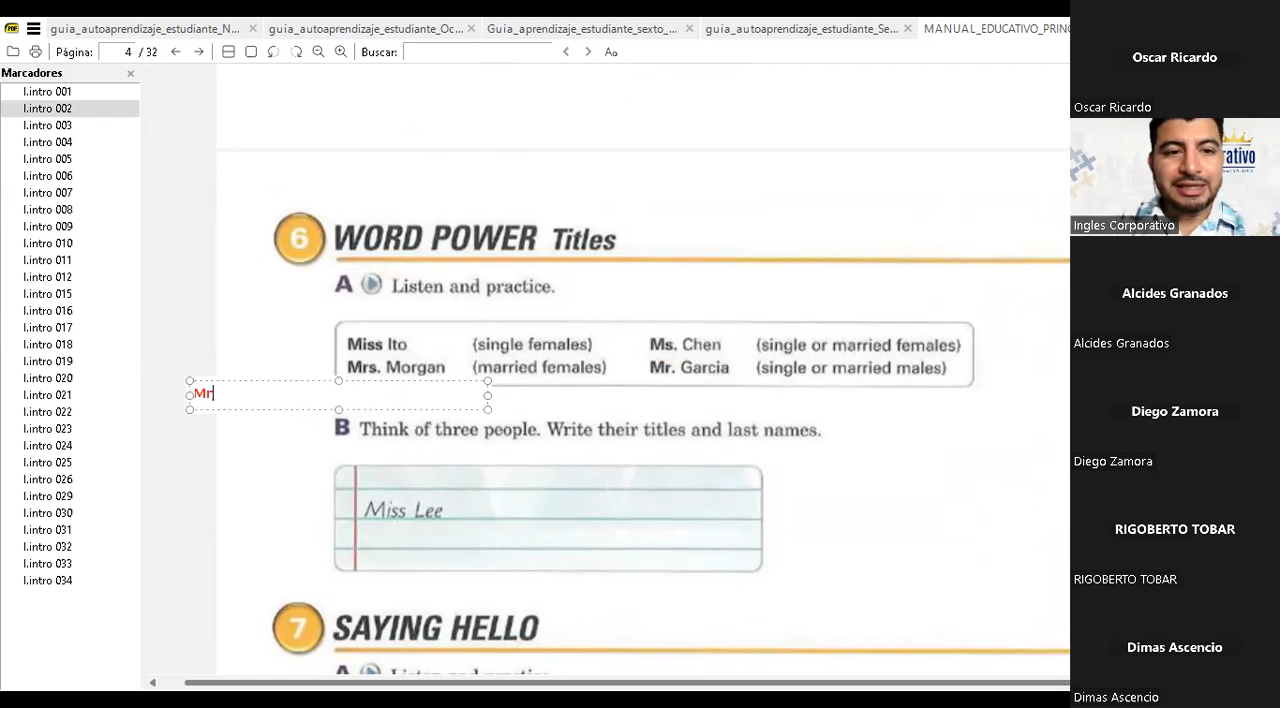 guia_autoaprendizaje_estudiante_N...
guia_autoaprendizaje_estudiante_Oc...
Guia_aprendizaje_estudiante_sexto_...
guia_autoaprendizaje_estudiante_Se...
MANUAL_EDUCATIVO_PRINC
Página: 4 / 32
Buscar:
Aa
Marcadores
I.intro 001
I.intro 002
I.intro 003
I.intro 004
I.intro 005
I.intro 006
I.intro 007
I.intro 008
I.intro 009
I.intro 010
I.intro 011
I.intro 012
I.intro 015
I.intro 016
I.intro 017
I.intro 018
I.intro 019
I.intro 020
I.intro 021
I.intro 022
I.intro 023
I.intro 024
I.intro 025
I.intro 026
I.intro 029
I.intro 030
I.intro 031
I.intro 032
I.intro 033
I.intro 034
6 WORD POWER Titles
A Listen and practice.
Miss Ito (single females) Ms. Chen (single or married females)
Mrs. Morgan (married females) Mr. Garcia (single or married males)
Mr
B Think of three people. Write their titles and last names.
Miss Lee
7 SAYING HELLO
A Listen and practice.
Oscar Ricardo
Oscar Ricardo
Ingles Corporativo
Alcides Granados
Alcides Granados
Diego Zamora
Diego Zamora
RIGOBERTO TOBAR
RIGOBERTO TOBAR
Dimas Ascencio
Dimas Ascencio